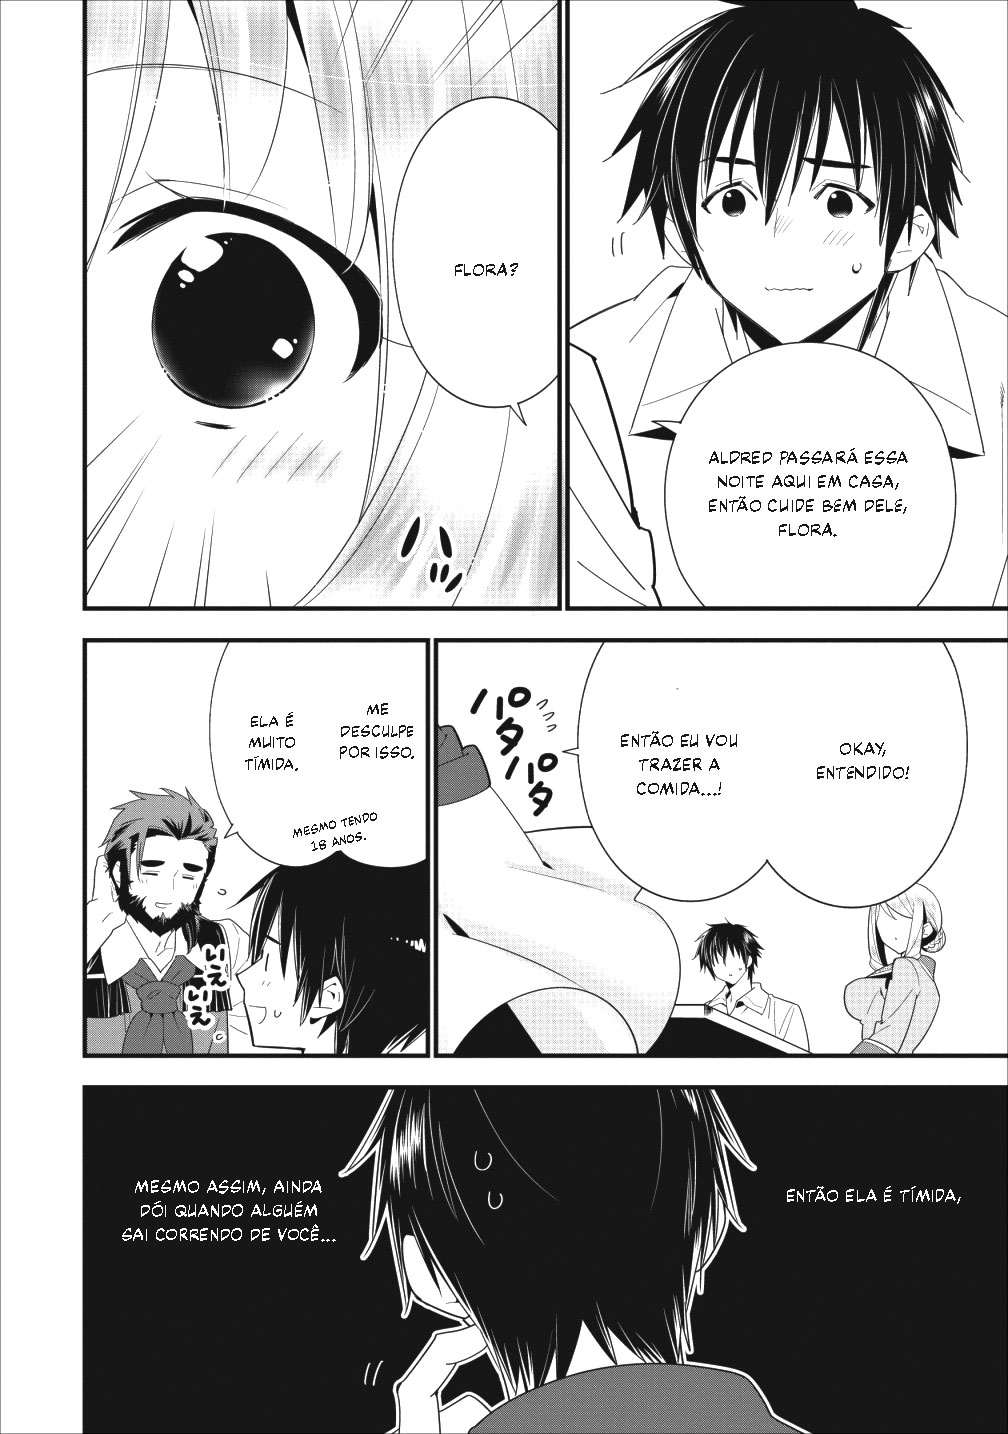 ALDRED PASSARÁ ESSA
NOITE AQUI EM CASA,
ENTÃO CUIDE BEM DELE,
FLORA.
FLORA?
ッッ
OKAY,
ENTENDIDO!
ENTÃO EU VOU
TRAZER A
COMIDA...!
パタ
パタ
ME
DESCULPE
POR ISSO.
ELA É
MUITO
TÍMIDA.
MESMO TENDO
18 ANOS.
いえ
いえ
ENTÃO ELA É TÍMIDA,
MESMO ASSIM, AINDA
DÓI QUANDO ALGUÉM
SAI CORRENDO DE VOCÊ...